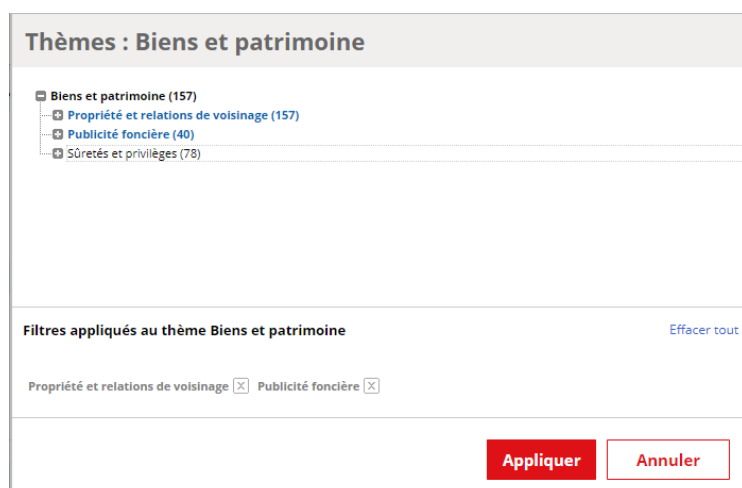 Thèmes : Biens et patrimoine
Biens et patrimoine (157)
Propriété et relations de voisinage (157)
Publicité foncière (40)
Sûretés et privilèges (78)
Filtres appliqués au thème Biens et patrimoine Effacer tout
Propriété et relations de voisinage X Publicité foncière X
Appliquer Annuler